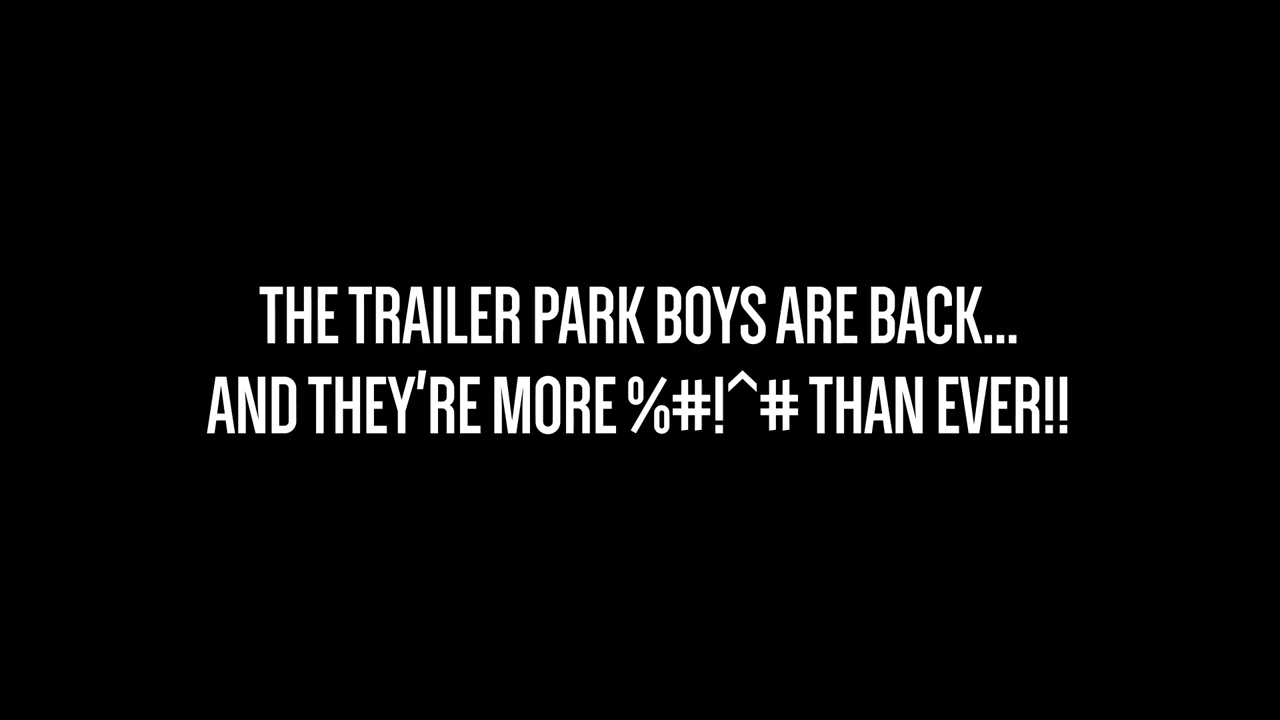 THE TRAILER PARK BOYS ARE BACK...
AND THEY'RE MORE %#!^# THAN EVER!!